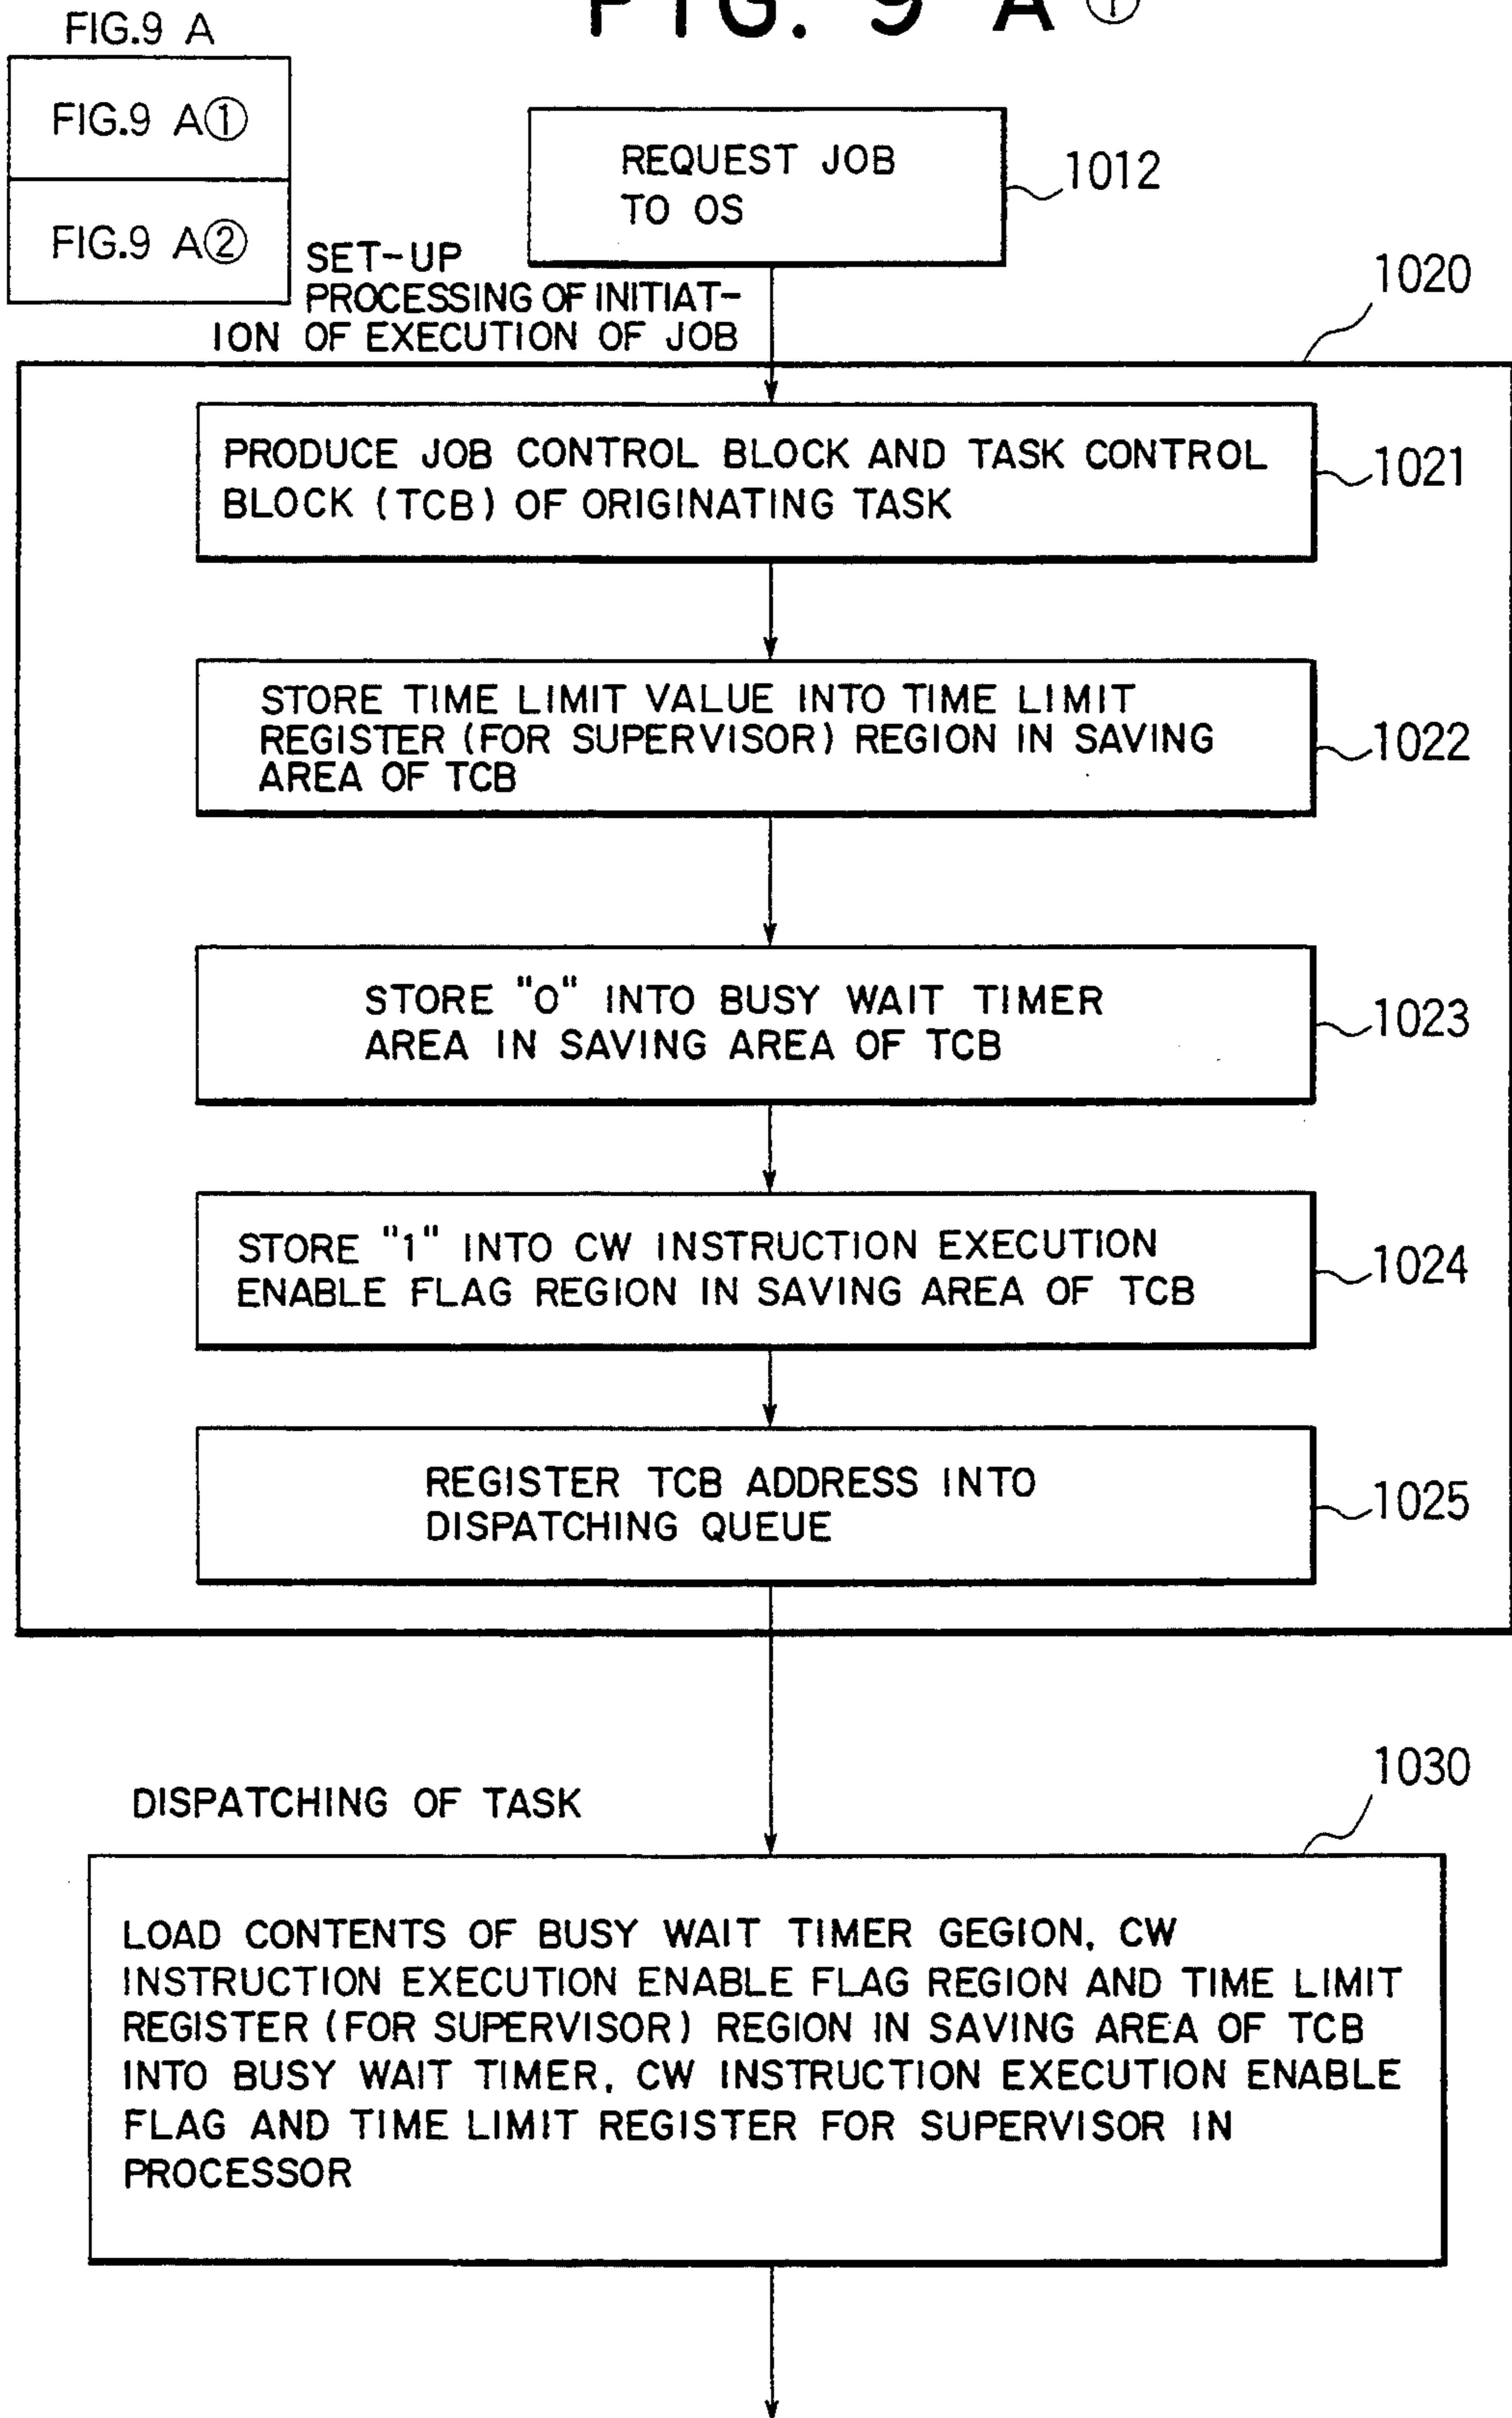 FIG. 9 A①
FIG.9 A
FIG.9 A①
FIG.9 A②
REQUEST JOB
TO OS
1012
SET-UP
PROCESSING OF INITIAT-
ION OF EXECUTION OF JOB
1020
PRODUCE JOB CONTROL BLOCK AND TASK CONTROL
BLOCK (TCB) OF ORIGINATING TASK
1021
STORE TIME LIMIT VALUE INTO TIME LIMIT
REGISTER (FOR SUPERVISOR) REGION IN SAVING
AREA OF TCB
1022
STORE "0" INTO BUSY WAIT TIMER
AREA IN SAVING AREA OF TCB
1023
STORE "1" INTO CW INSTRUCTION EXECUTION
ENABLE FLAG REGION IN SAVING AREA OF TCB
1024
REGISTER TCB ADDRESS INTO
DISPATCHING QUEUE
1025
DISPATCHING OF TASK
1030
LOAD CONTENTS OF BUSY WAIT TIMER GEGION, CW
INSTRUCTION EXECUTION ENABLE FLAG REGION AND TIME LIMIT
REGISTER (FOR SUPERVISOR) REGION IN SAVING AREA OF TCB
INTO BUSY WAIT TIMER, CW INSTRUCTION EXECUTION ENABLE
FLAG AND TIME LIMIT REGISTER FOR SUPERVISOR IN
PROCESSOR